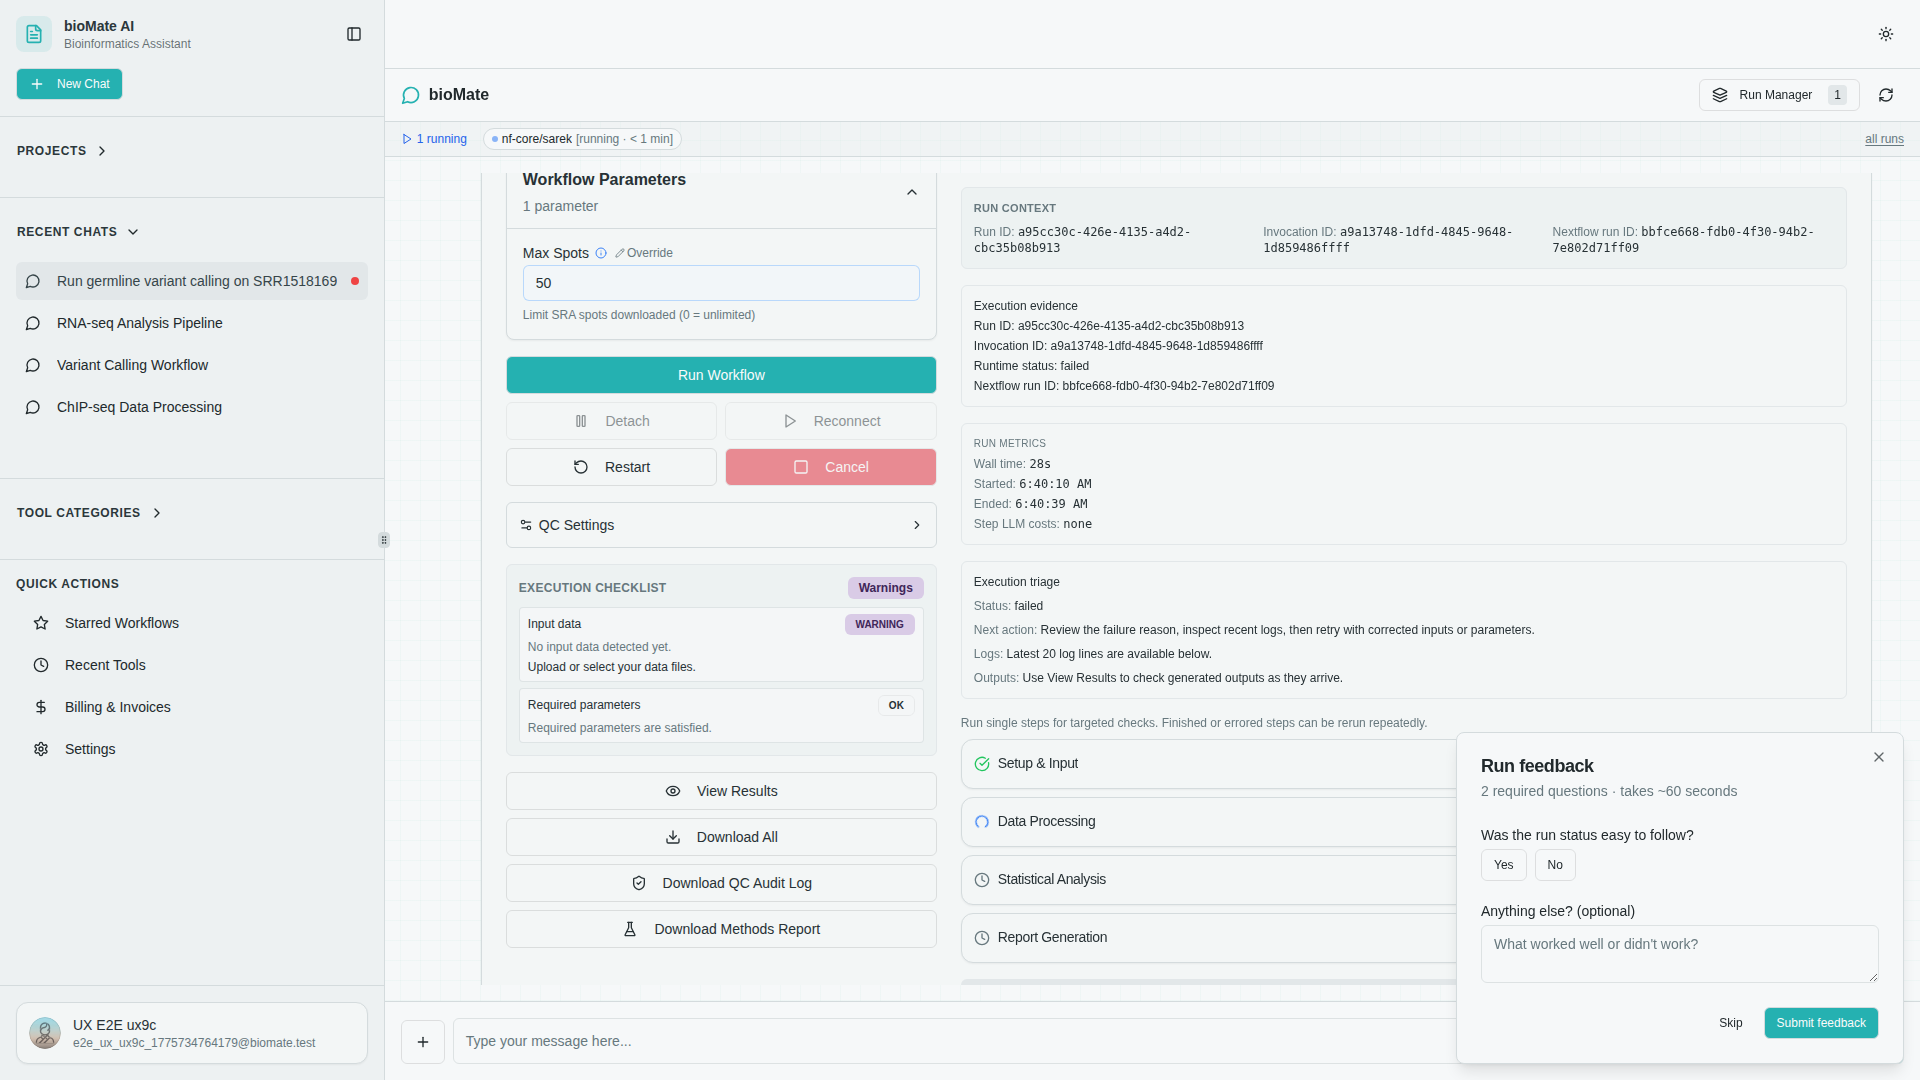 bioMate AI
Bioinformatics Assistant
New Chat
PROJECTS
RECENT CHATS
Run germline variant calling on SRR1518169
RNA-seq Analysis Pipeline
Variant Calling Workflow
ChIP-seq Data Processing
TOOL CATEGORIES
QUICK ACTIONS
Starred Workflows
Recent Tools
Billing & Invoices
Settings
UX E2E ux9c
e2e_ux_ux9c_1775734764179@biomate.test
bioMate
Run Manager 1
1 running
nf-core/sarek [running · < 1 min]
all runs
Workflow Parameters
1 parameter
Max Spots Override
50
Limit SRA spots downloaded (0 = unlimited)
Run Workflow
Detach
Reconnect
Restart
Cancel
QC Settings
EXECUTION CHECKLIST
Warnings
Input data
WARNING
No input data detected yet.
Upload or select your data files.
Required parameters
OK
Required parameters are satisfied.
View Results
Download All
Download QC Audit Log
Download Methods Report
RUN CONTEXT
Run ID: a95cc30c-426e-4135-a4d2-
cbc35b08b913
Invocation ID: a9a13748-1dfd-4845-9648-
1d859486ffff
Nextflow run ID: bbfce668-fdb0-4f30-94b2-
7e802d71ff09
Execution evidence
Run ID: a95cc30c-426e-4135-a4d2-cbc35b08b913
Invocation ID: a9a13748-1dfd-4845-9648-1d859486ffff
Runtime status: failed
Nextflow run ID: bbfce668-fdb0-4f30-94b2-7e802d71ff09
RUN METRICS
Wall time: 28s
Started: 6:40:10 AM
Ended: 6:40:39 AM
Step LLM costs: none
Execution triage
Status: failed
Next action: Review the failure reason, inspect recent logs, then retry with corrected inputs or parameters.
Logs: Latest 20 log lines are available below.
Outputs: Use View Results to check generated outputs as they arrive.
Run single steps for targeted checks. Finished or errored steps can be rerun repeatedly.
Setup & Input
Data Processing
Statistical Analysis
Report Generation
Run feedback
2 required questions · takes ~60 seconds
Was the run status easy to follow?
Yes
No
Anything else? (optional)
What worked well or didn't work?
Skip
Submit feedback
Type your message here...